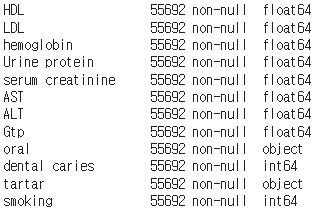 HDL 55692 non-null float64
LDL 55692 non-null float64
hemoglobin 55692 non-null float64
Urine protein 55692 non-null float64
serum creatinine 55692 non-null float64
AST 55692 non-null float64
ALT 55692 non-null float64
Gtp 55692 non-null float64
oral 55692 non-null object
dental caries 55692 non-null int64
tartar 55692 non-null object
smoking 55692 non-null int64